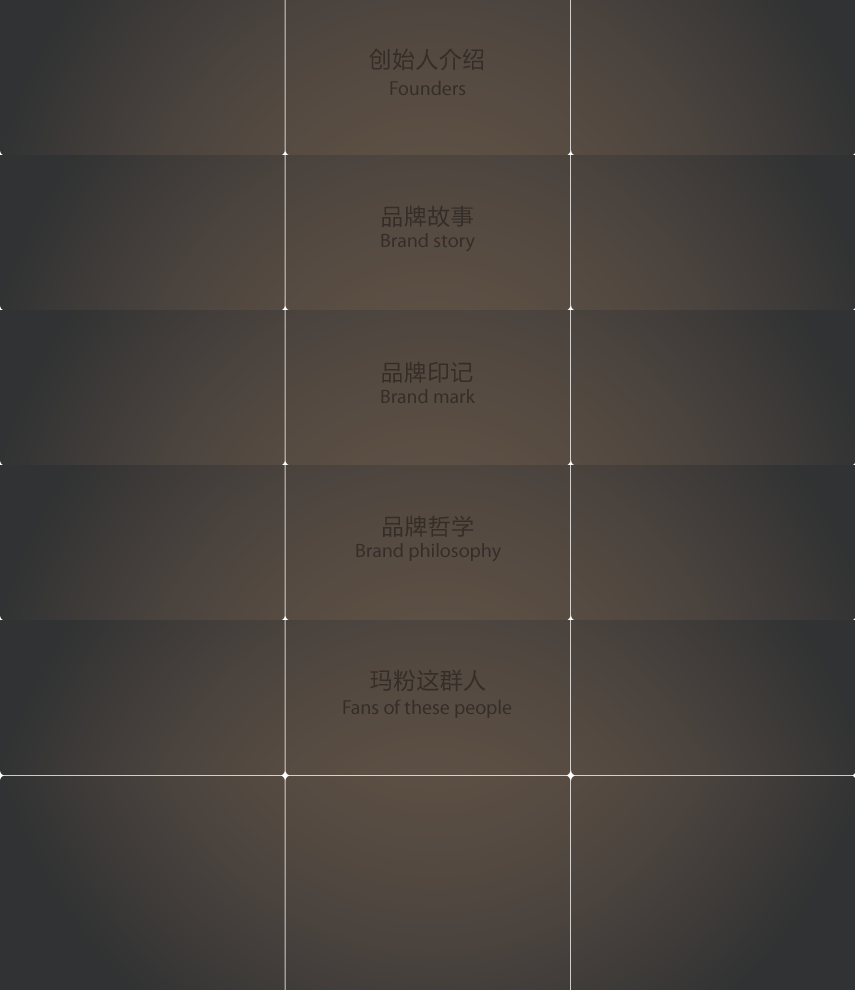 创始人介绍
Founders
品牌故事
Brand story
品牌印记
Brand mark
品牌哲学
Brand philosophy
玛粉这群人
Fans of these people